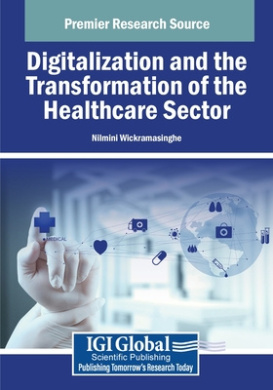 Premier Research Source
Digitalization and the
Transformation of the
Healthcare Sector
Nilmini Wickramasinghe
MEDICAL
IGI Global
Scientific Publishing
Publishing Tomorrow's Research Today